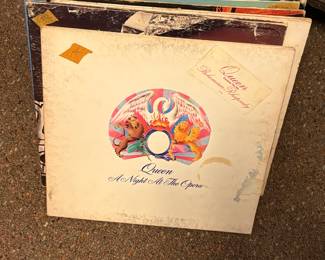 Queen
Bohemian Rhapsody
Queen
A Night At The Opera